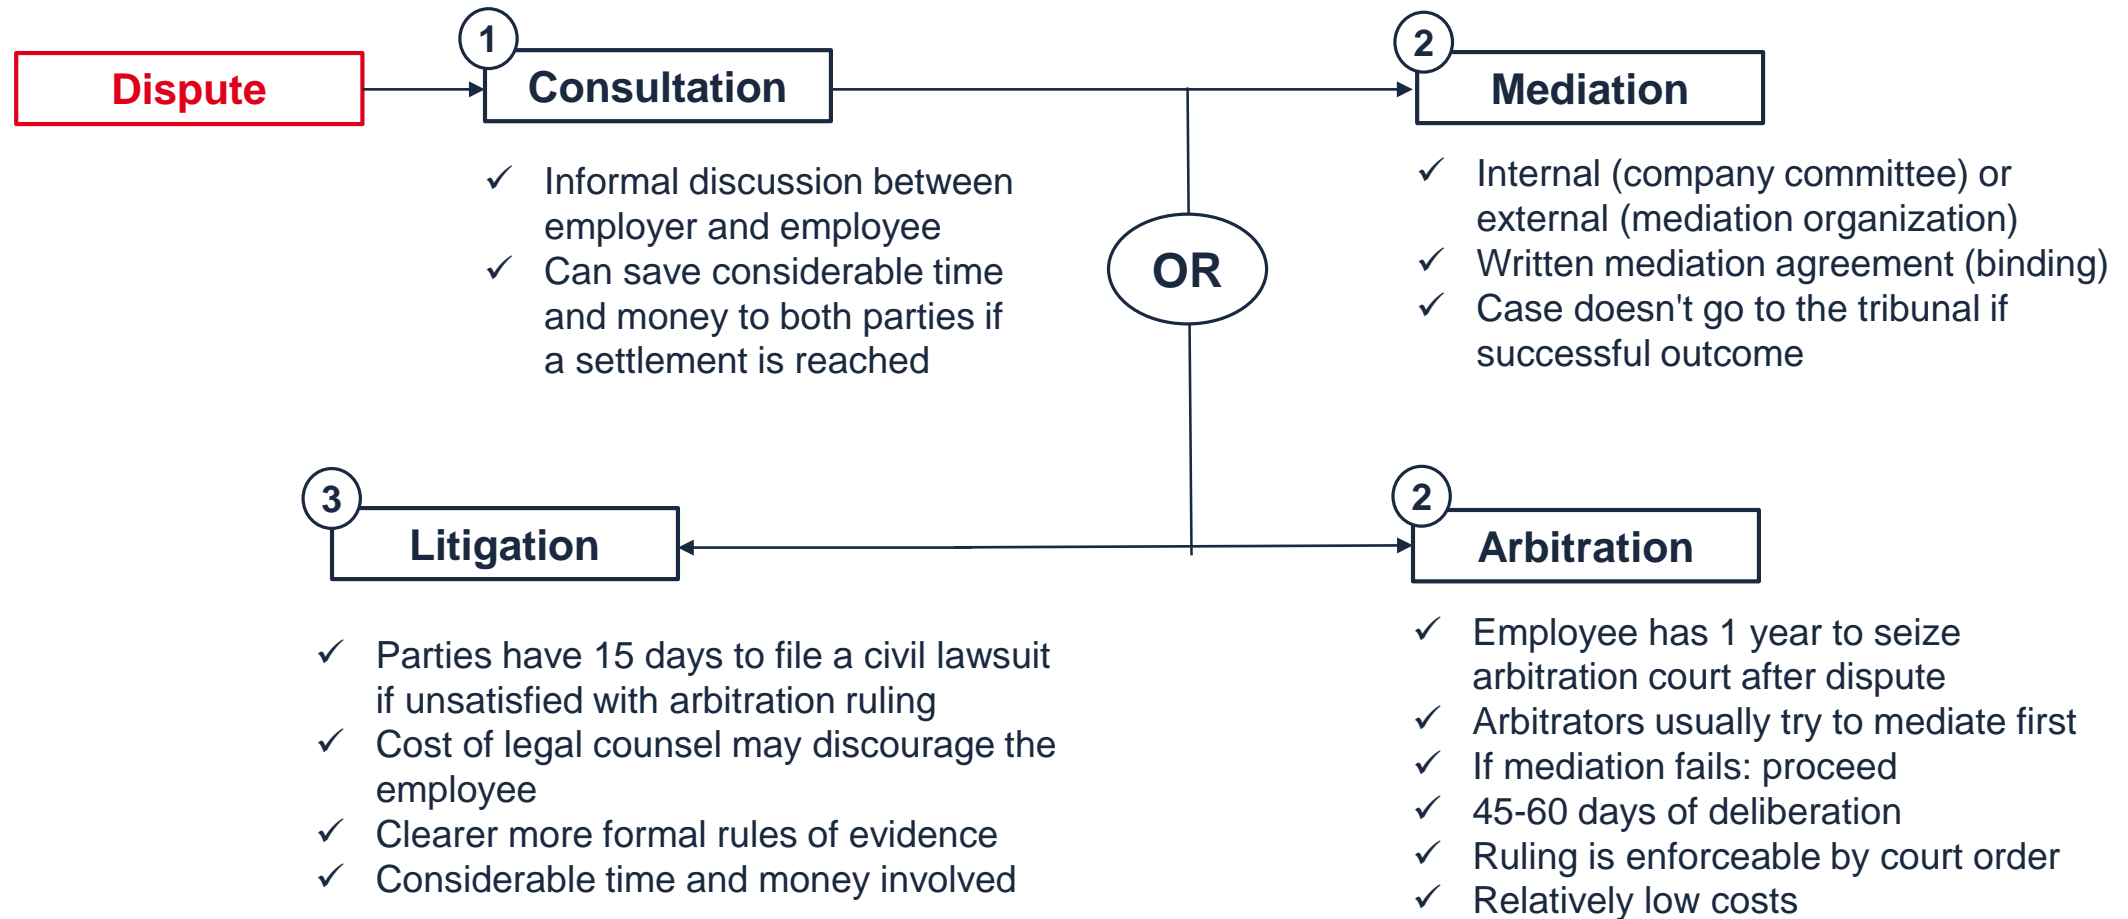 Dispute
1
Consultation
✓ Informal discussion between
employer and employee
✓ Can save considerable time
and money to both parties if
a settlement is reached
OR
2
Mediation
✓ Internal (company committee) or
external (mediation organization)
✓ Written mediation agreement (binding)
✓ Case doesn't go to the tribunal if
successful outcome
3
Litigation
✓ Parties have 15 days to file a civil lawsuit
if unsatisfied with arbitration ruling
✓ Cost of legal counsel may discourage the
employee
✓ Clearer more formal rules of evidence
✓ Considerable time and money involved
2
Arbitration
✓ Employee has 1 year to seize
arbitration court after dispute
✓ Arbitrators usually try to mediate first
✓ If mediation fails: proceed
✓ 45-60 days of deliberation
✓ Ruling is enforceable by court order
✓ Relatively low costs